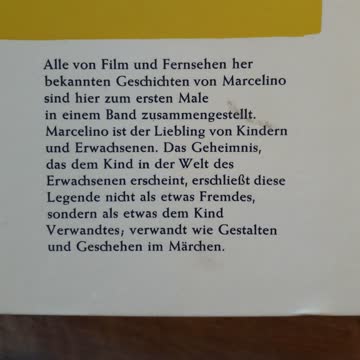 Alle von Film und Fernsehen her
bekannten Geschichten von Marcelino
sind hier zum ersten Male
in einem Band zusammengestellt.
Marcelino ist der Liebling von Kindern
und Erwachsenen. Das Geheimnis,
das dem Kind in der Welt des
Erwachsenen erscheint, erschließt diese
Legende nicht als etwas Fremdes,
sondern als etwas dem Kind
Verwandtes; verwandt wie Gestalten
und Geschehen im Märchen.